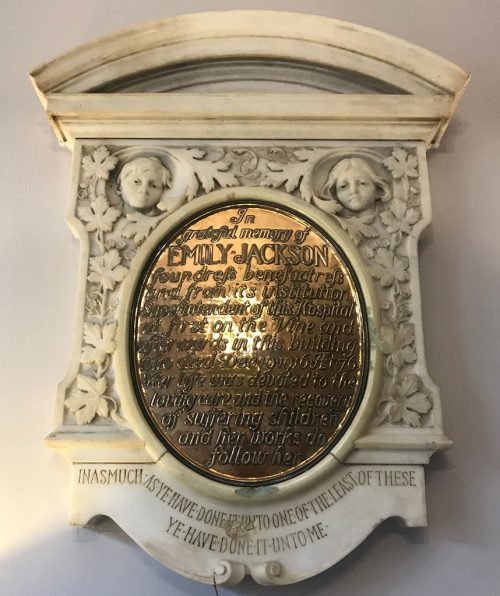 In
grateful memory of
EMILY·JACKSON
foundreſs benefactreſs
and from its institution
Superintendent of this Hospital
at first on the Vine and
afterwards in this building
who died Dec ÆT 76
her life was devoted to the
loving care and the recovery
of suffering children
and her works do
follow her
INASMUCH·AS·YE·HAVE·DONE·IT·UNTO·ONE·OF·THE·LEAST·OF·THESE
YE·HAVE·DONE·IT·UNTO·ME·